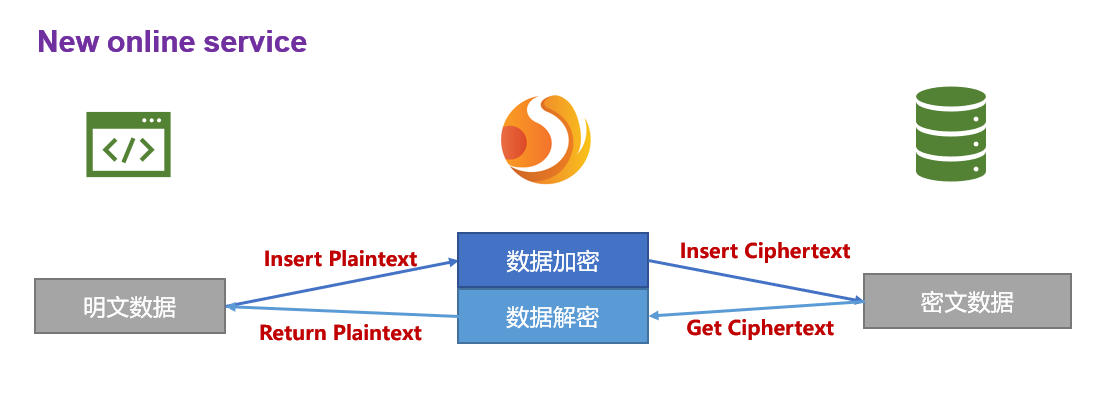 New online service
</>
Insert Plaintext
数据加密
Insert Ciphertext
明文数据
数据解密
密文数据
Return Plaintext
Get Ciphertext